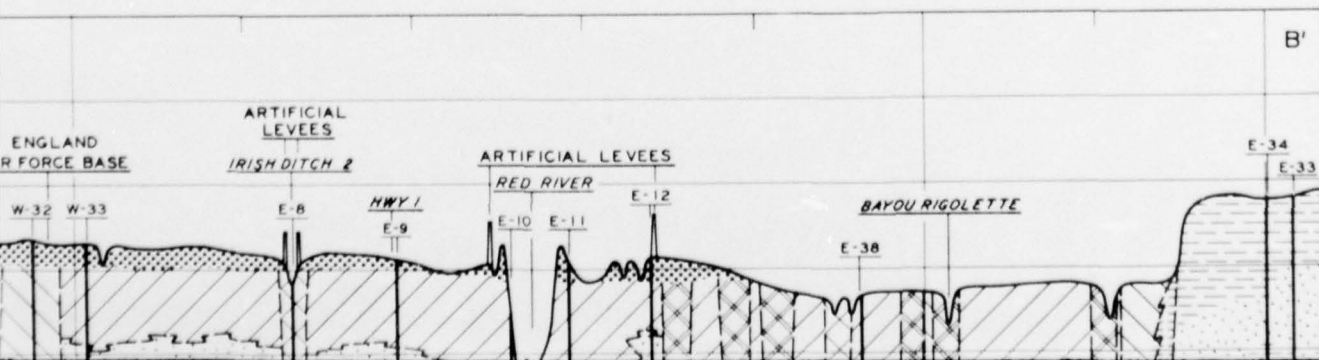 B'
ARTIFICIAL
LEVEES
ENGLAND
R FORCE BASE
IRISH DITCH 2
ARTIFICIAL LEVEES
RED RIVER
HWY 1
BAYOU RIGOLETTE
E-34
E-33
W-32
W-33
E-8
E-9
E-10
E-11
E-12
E-38